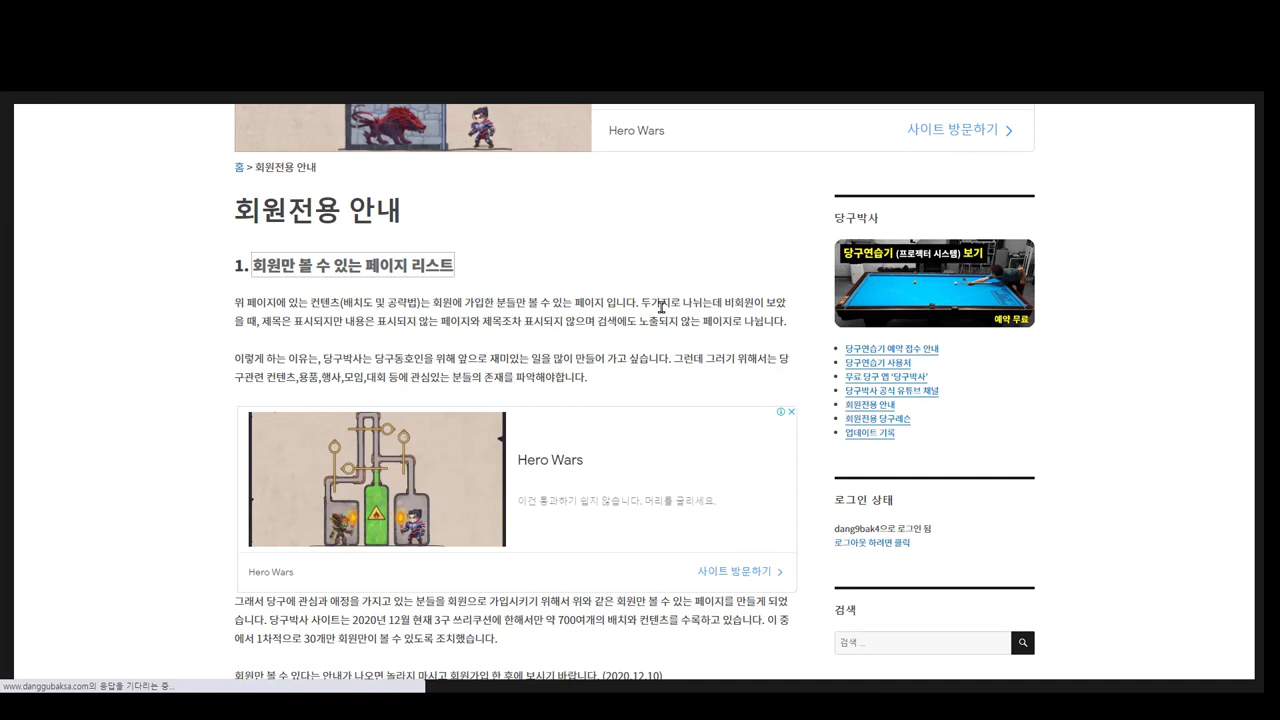 Hero Wars
사이트 방문하기
홈 > 회원전용 안내
회원전용 안내
1. 회원만 볼 수 있는 페이지 리스트
위 페이지에 있는 컨텐츠(배치도 및 공략법)는 회원에 가입한 분들만 볼 수 있는 페이지 입니다. 두가지로 나뉘는데 비회원이 보았
을 때, 제목은 표시되지만 내용은 표시되지 않는 페이지와 제목조차 표시되지 않으며 검색에도 노출되지 않는 페이지로 나뉩니다.
이렇게 하는 이유는, 당구박사는 당구동호인을 위해 앞으로 재미있는 일을 많이 만들어 가고 싶습니다. 그런데 그러기 위해서는 당
구관련 컨텐츠,용품,행사,모임,대회 등에 관심있는 분들의 존재를 파악해야합니다.
Hero Wars
이건 통과하기 쉽지 않습니다. 머리를 굴리세요.
Hero Wars
사이트 방문하기
그래서 당구에 관심과 애정을 가지고 있는 분들을 회원으로 가입시키기 위해서 위와 같은 회원만 볼 수 있는 페이지를 만들게 되었
습니다. 당구박사 사이트는 2020년 12월 현재 3구 쓰리쿠션에 한해서만 약 700여개의 배치와 컨텐츠를 수록하고 있습니다. 이 중
에서 1차적으로 30개만 회원만이 볼 수 있도록 조치했습니다.
회원만 볼 수 있다는 안내가 나오면 놀라지 마시고 회원가입 한 후에 보시기 바랍니다. (2020.12.10)
당구박사
당구연습기 (프로젝터 시스템) 보기
예약 무료
당구연습기 예약 접수 안내
당구연습기 사용처
무료 당구 앱 '당구박사'
당구박사 공식 유튜브 채널
회원전용 안내
회원전용 당구레슨
업데이트 기록
로그인 상태
dang9bak4으로 로그인 됨
로그아웃 하려면 클릭
검색
검색 ...
www.danggubaksa.com의 응답을 기다리는 중...